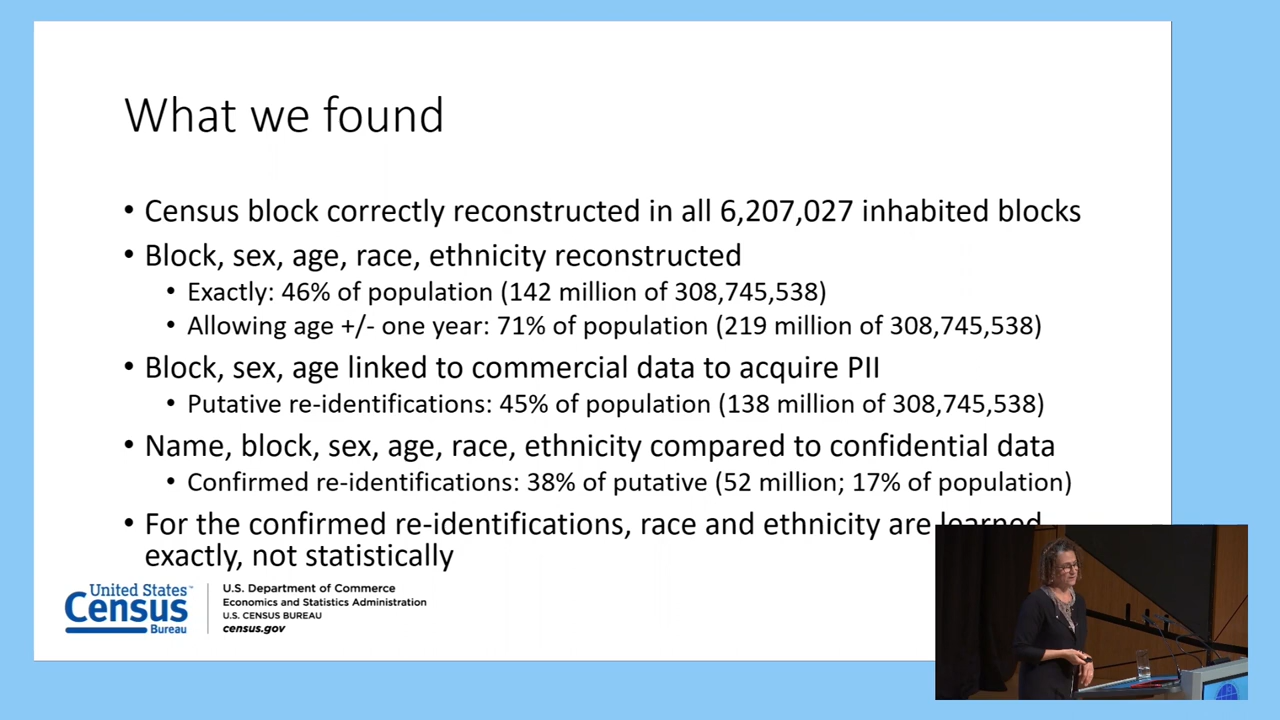 What we found
• Census block correctly reconstructed in all 6,207,027 inhabited blocks
• Block, sex, age, race, ethnicity reconstructed
• Exactly: 46% of population (142 million of 308,745,538)
• Allowing age +/- one year: 71% of population (219 million of 308,745,538)
• Block, sex, age linked to commercial data to acquire PII
• Putative re-identifications: 45% of population (138 million of 308,745,538)
• Name, block, sex, age, race, ethnicity compared to confidential data
• Confirmed re-identifications: 38% of putative (52 million; 17% of population)
• For the confirmed re-identifications, race and ethnicity are learned
exactly, not statistically
United States™
Census
Bureau
U.S. Department of Commerce
Economics and Statistics Administration
U.S. CENSUS BUREAU
census.gov